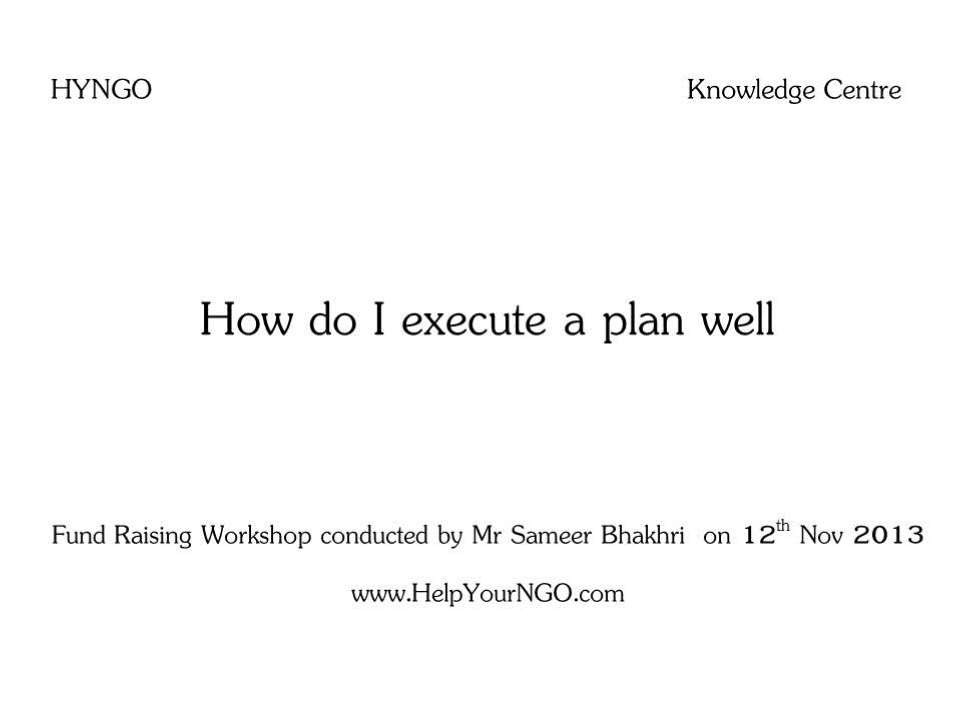 HYNGO Knowledge Centre
How do I execute a plan well
Fund Raising Workshop conducted by Mr Sameer Bhakhri on 12th Nov 2013
www.HelpYourNGO.com